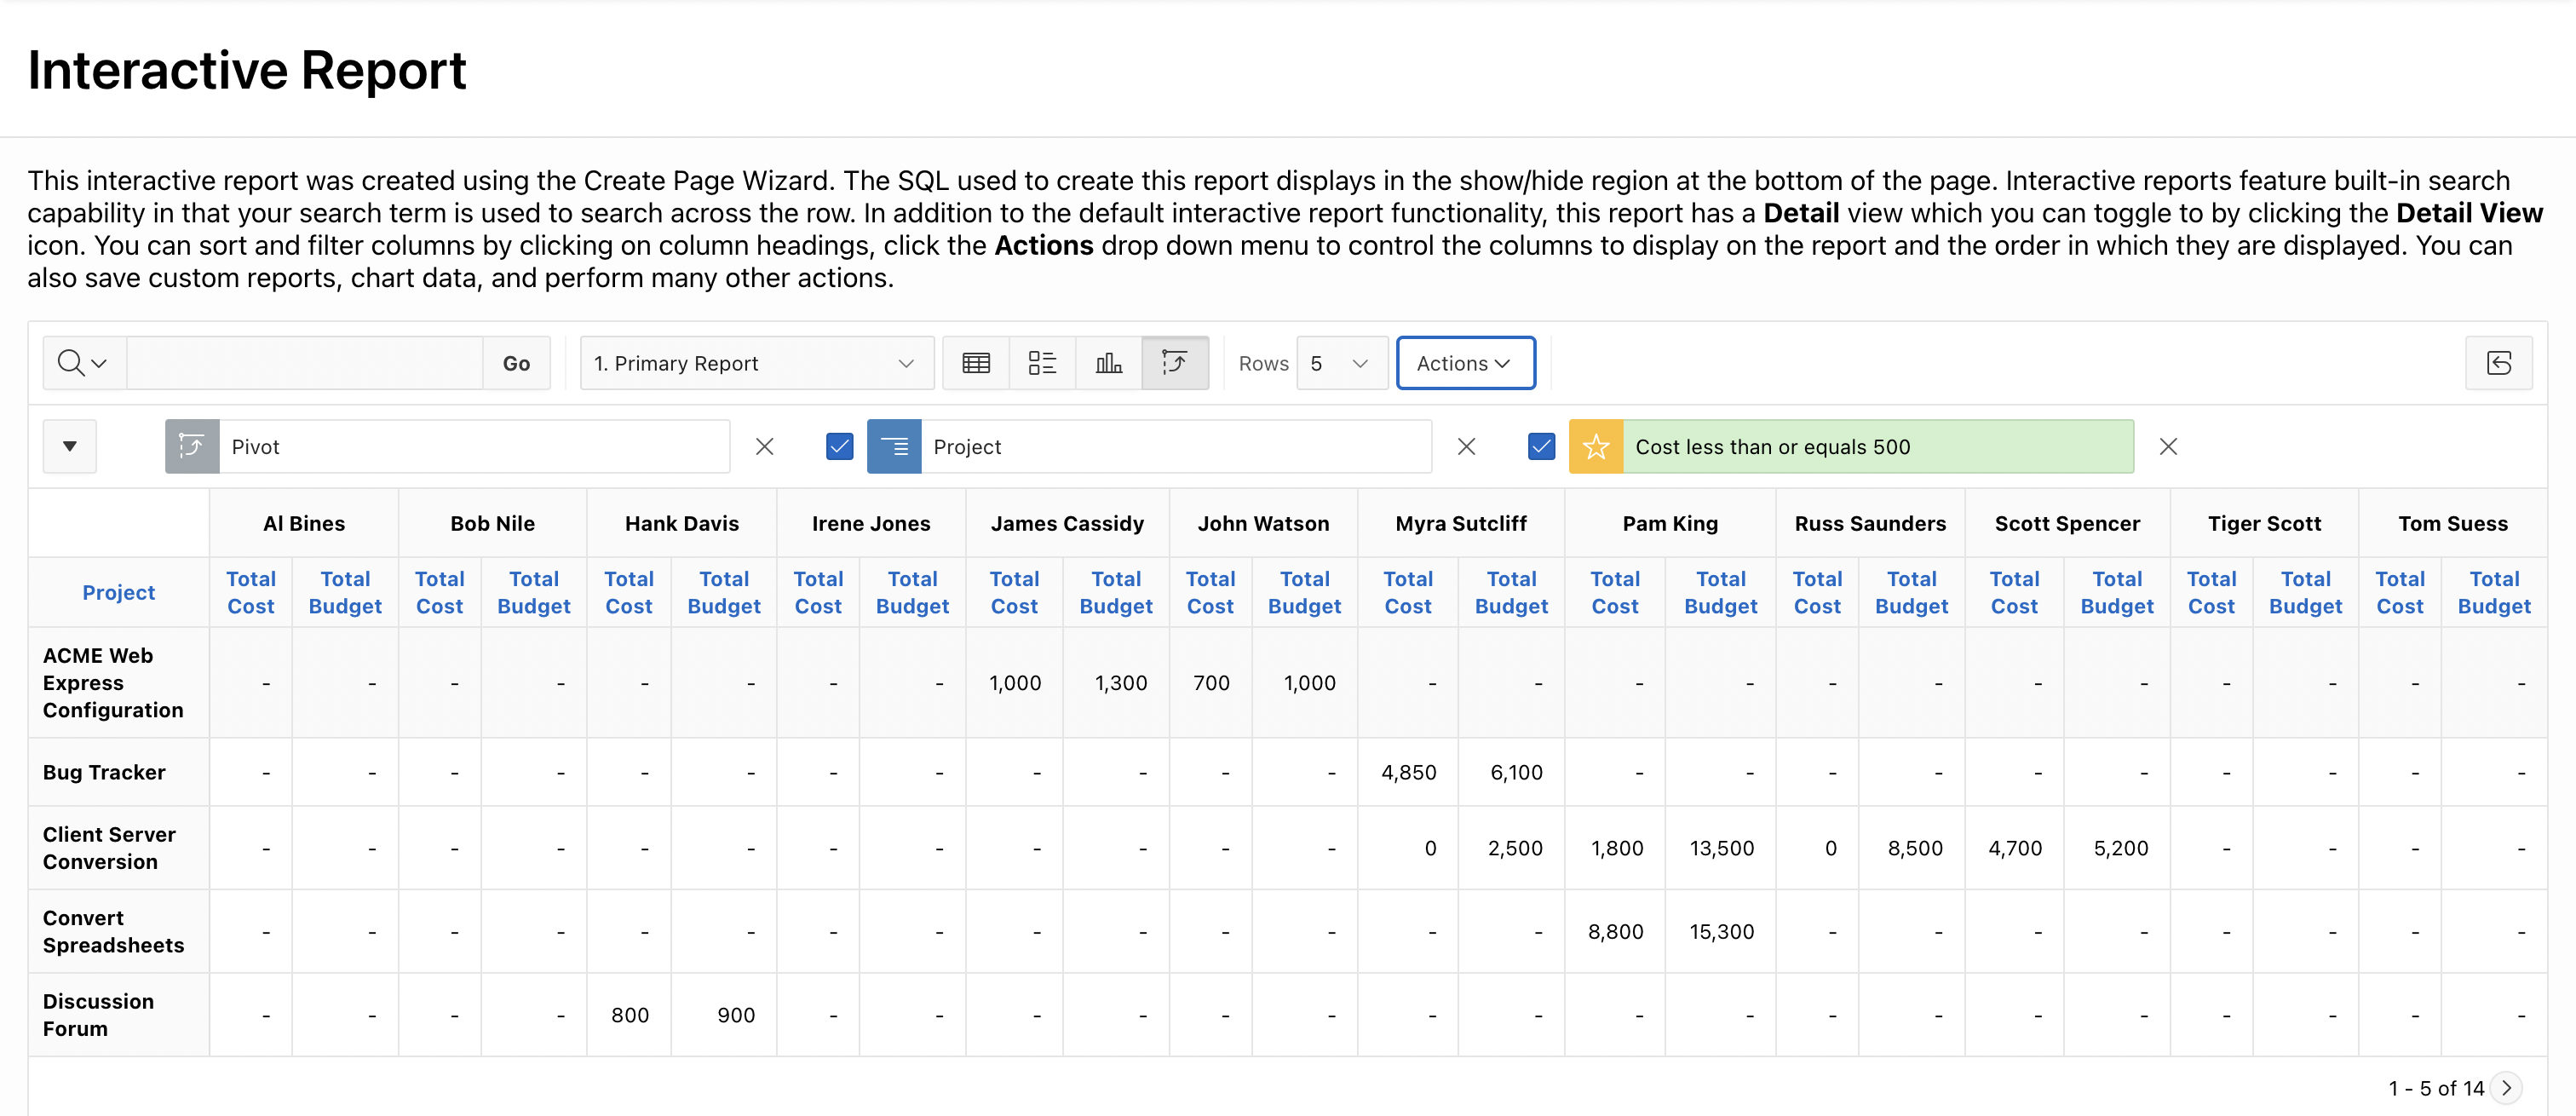 Interactive Report
This interactive report was created using the Create Page Wizard. The SQL used to create this report displays in the show/hide region at the bottom of the page. Interactive reports feature built-in search
capability in that your search term is used to search across the row. In addition to the default interactive report functionality, this report has a Detail view which you can toggle to by clicking the Detail View
icon. You can sort and filter columns by clicking on column headings, click the Actions drop down menu to control the columns to display on the report and the order in which they are displayed. You can
also save custom reports, chart data, and perform many other actions.
Go 1. Primary Report Rows 5 Actions
Pivot Project Cost less than or equals 500
Al Bines Bob Nile Hank Davis Irene Jones James Cassidy John Watson Myra Sutcliff Pam King Russ Saunders Scott Spencer Tiger Scott Tom Suess
Project Total Cost Total Budget Total Cost Total Budget Total Cost Total Budget Total Cost Total Budget Total Cost Total Budget Total Cost Total Budget Total Cost Total Budget Total Cost Total Budget Total Cost Total Budget Total Cost Total Budget Total Cost Total Budget Total Cost Total Budget
ACME Web Express Configuration - - - - - - - - 1,000 1,300 700 1,000 - - - - - - - - - - - -
Bug Tracker - - - - - - - - - - - - 4,850 6,100 - - - - - - - - - -
Client Server Conversion - - - - - - - - - - - - 0 2,500 1,800 13,500 0 8,500 4,700 5,200 - - - -
Convert Spreadsheets - - - - - - - - - - - - - - 8,800 15,300 - - - - - - - -
Discussion Forum - - - - 800 900 - - - - - - - - - - - - - - - - - -
1 - 5 of 14